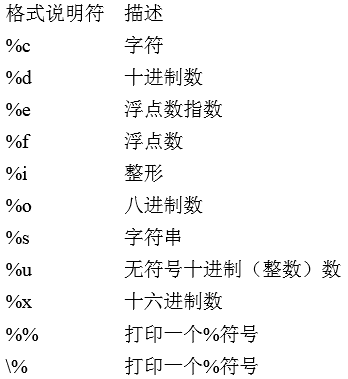 格式说明符 描述
%c 字符
%d 十进制数
%e 浮点数指数
%f 浮点数
%i 整形
%o 八进制数
%s 字符串
%u 无符号十进制（整数）数
%x 十六进制数
%% 打印一个%符号
\% 打印一个%符号